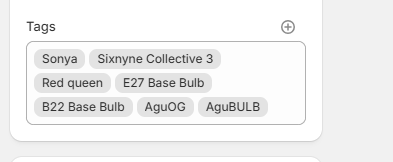 Tags
Sonya Sixnyne Collective 3
Red queen E27 Base Bulb
B22 Base Bulb AguOG AguBULB